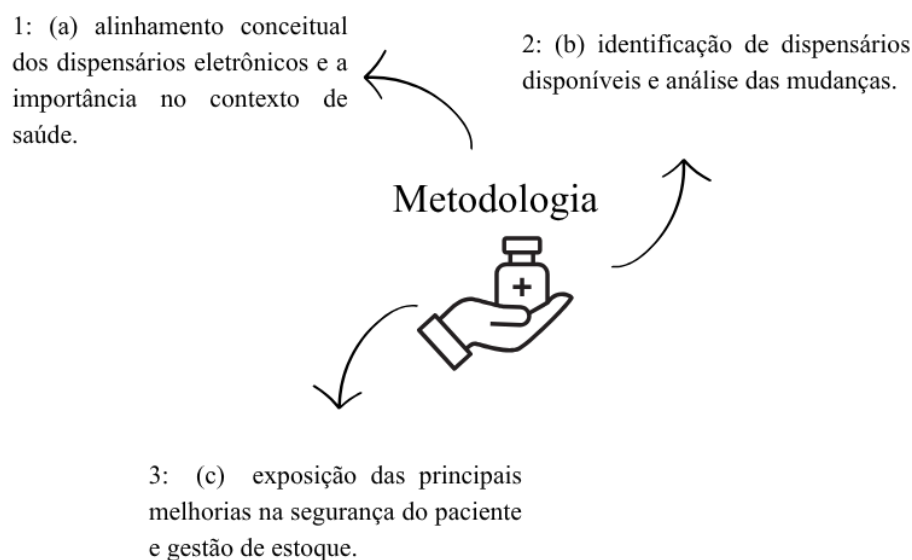 1: (a) alinhamento conceitual
dos dispensários eletrônicos e a
importância no contexto de
saúde.
2: (b) identificação de dispensários
disponíveis e análise das mudanças.
Metodologia
3: (c) exposição das principais
melhorias na segurança do paciente
e gestão de estoque.